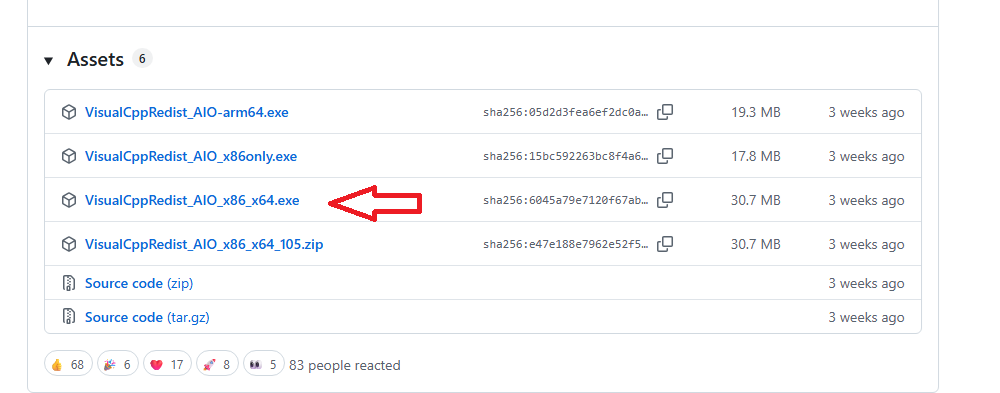 Assets 6
VisualCppRedist_AIO-arm64.exe sha256:05d2d3fea6ef2dc0a… 19.3 MB 3 weeks ago
VisualCppRedist_AIO_x86only.exe sha256:15bc592263bc8f4a6… 17.8 MB 3 weeks ago
VisualCppRedist_AIO_x86_x64.exe sha256:6045a79e7120f67ab… 30.7 MB 3 weeks ago
VisualCppRedist_AIO_x86_x64_105.zip sha256:e47e188e7962e52f5… 30.7 MB 3 weeks ago
Source code (zip) 3 weeks ago
Source code (tar.gz) 3 weeks ago
68 6 17 8 5 83 people reacted